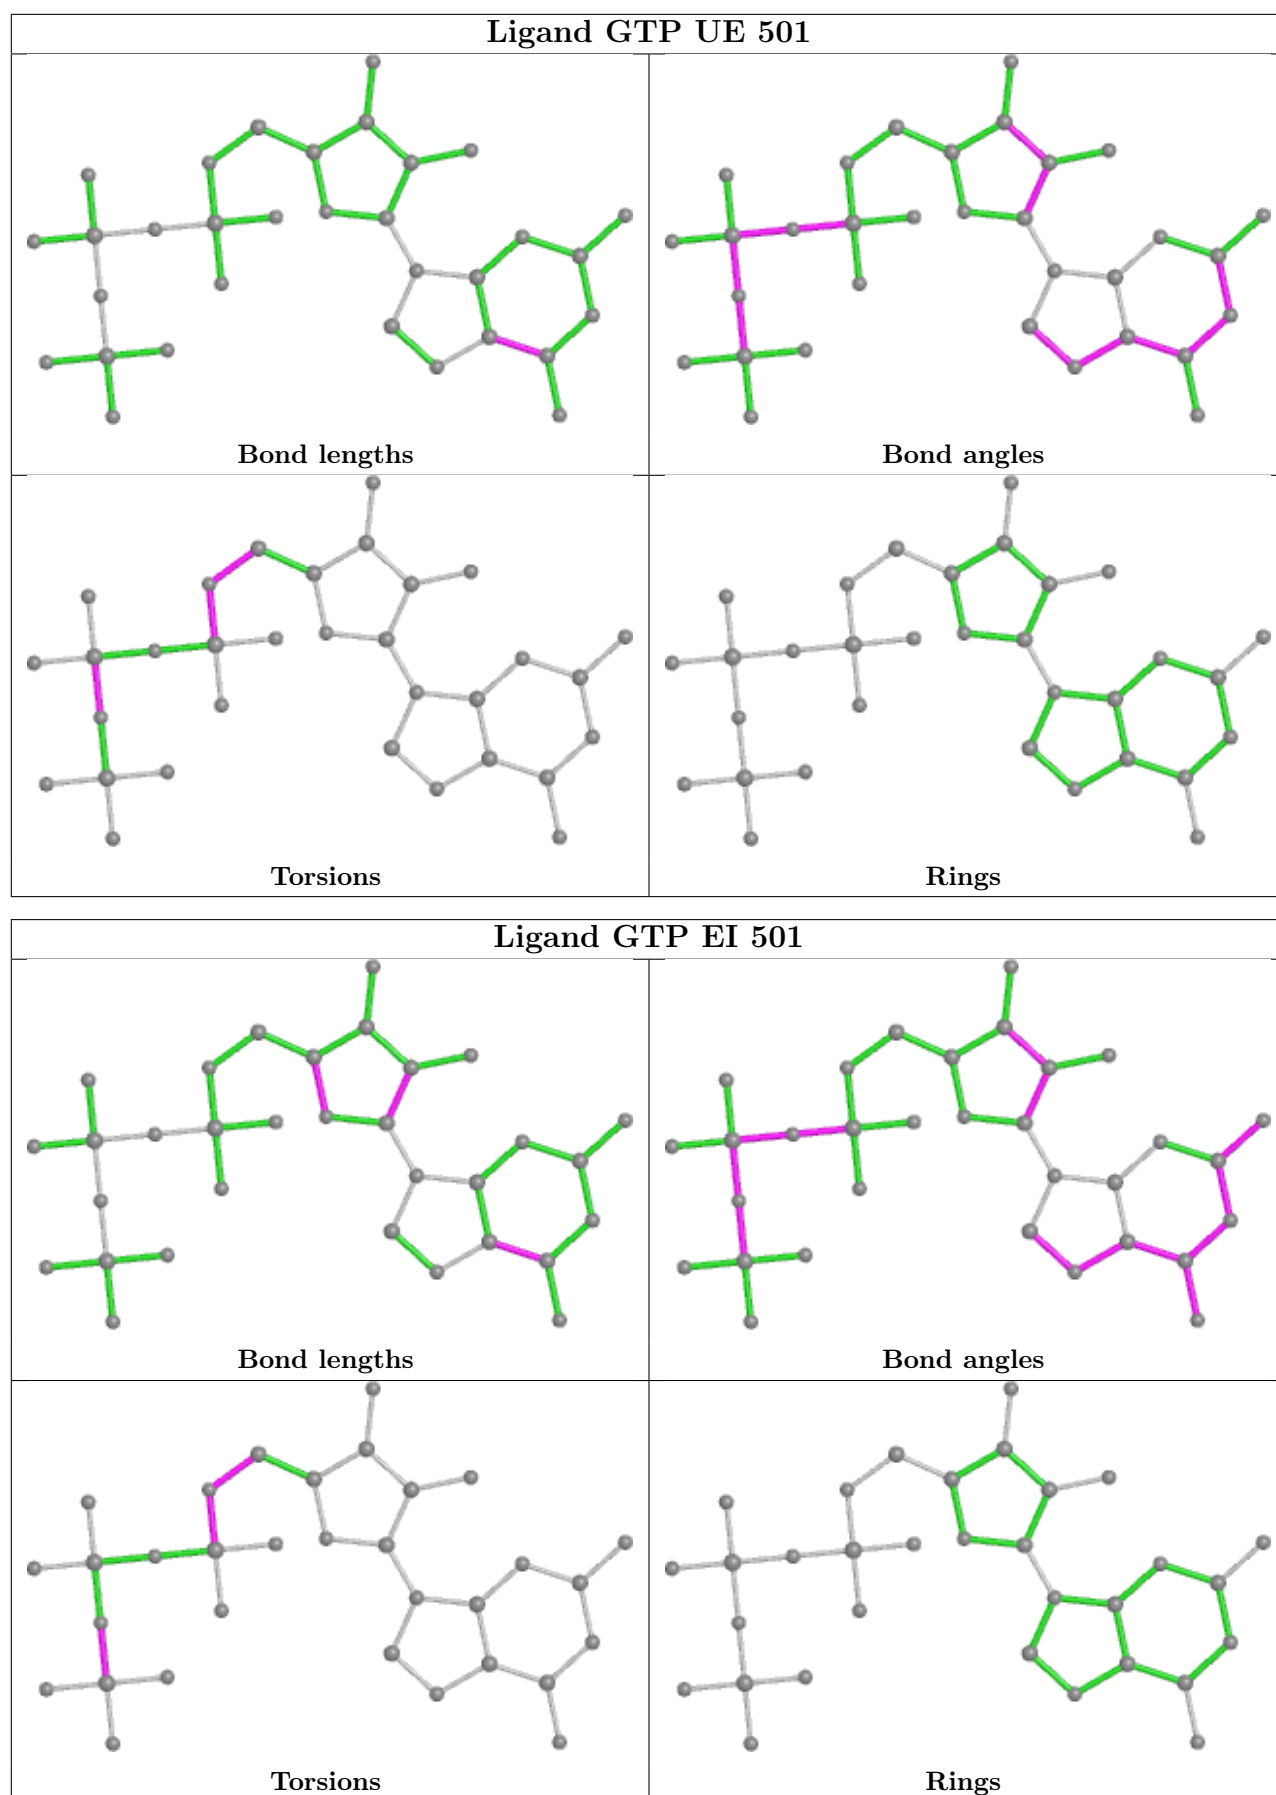 Ligand GTP UE 501
Bond lengths
Bond angles
Torsions
Rings
Ligand GTP EI 501
Bond lengths
Bond angles
Torsions
Rings